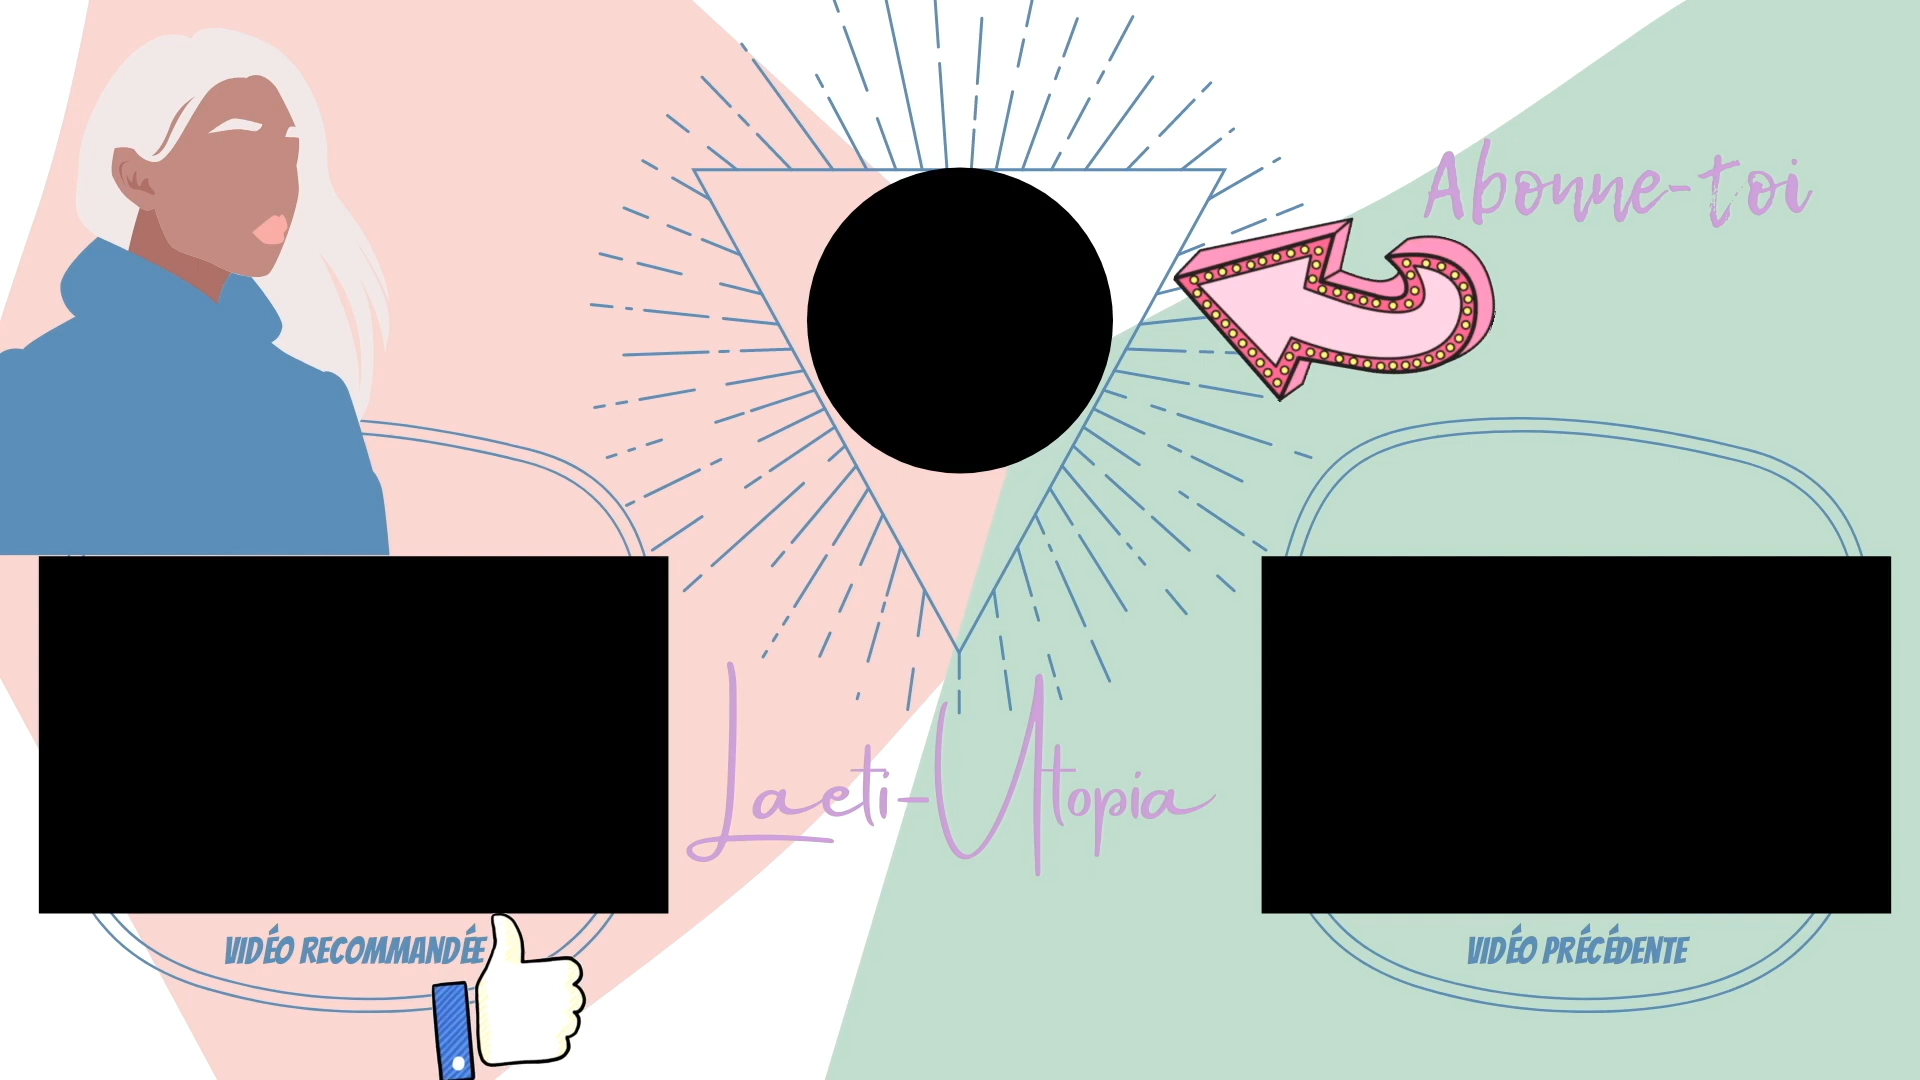 Abonne-toi
Laeti-Utopia
VIDÉO RECOMMANDÉE
VIDÉO PRÉCÉDENTE